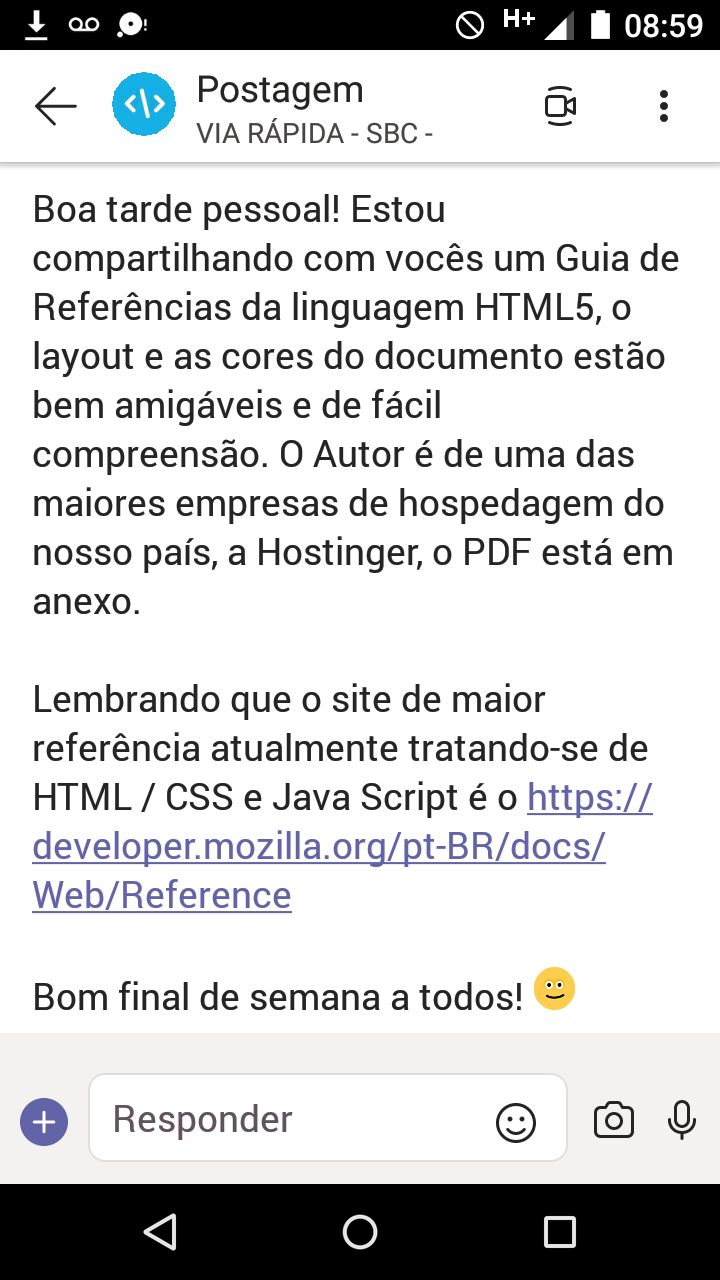 H+ 08:59
Postagem
VIA RÁPIDA - SBC -
Boa tarde pessoal! Estou
compartilhando com vocês um Guia de
Referências da linguagem HTML5, o
layout e as cores do documento estão
bem amigáveis e de fácil
compreensão. O Autor é de uma das
maiores empresas de hospedagem do
nosso país, a Hostinger, o PDF está em
anexo.
Lembrando que o site de maior
referência atualmente tratando-se de
HTML / CSS e Java Script é o https://
developer.mozilla.org/pt-BR/docs/
Web/Reference
Bom final de semana a todos!
Responder